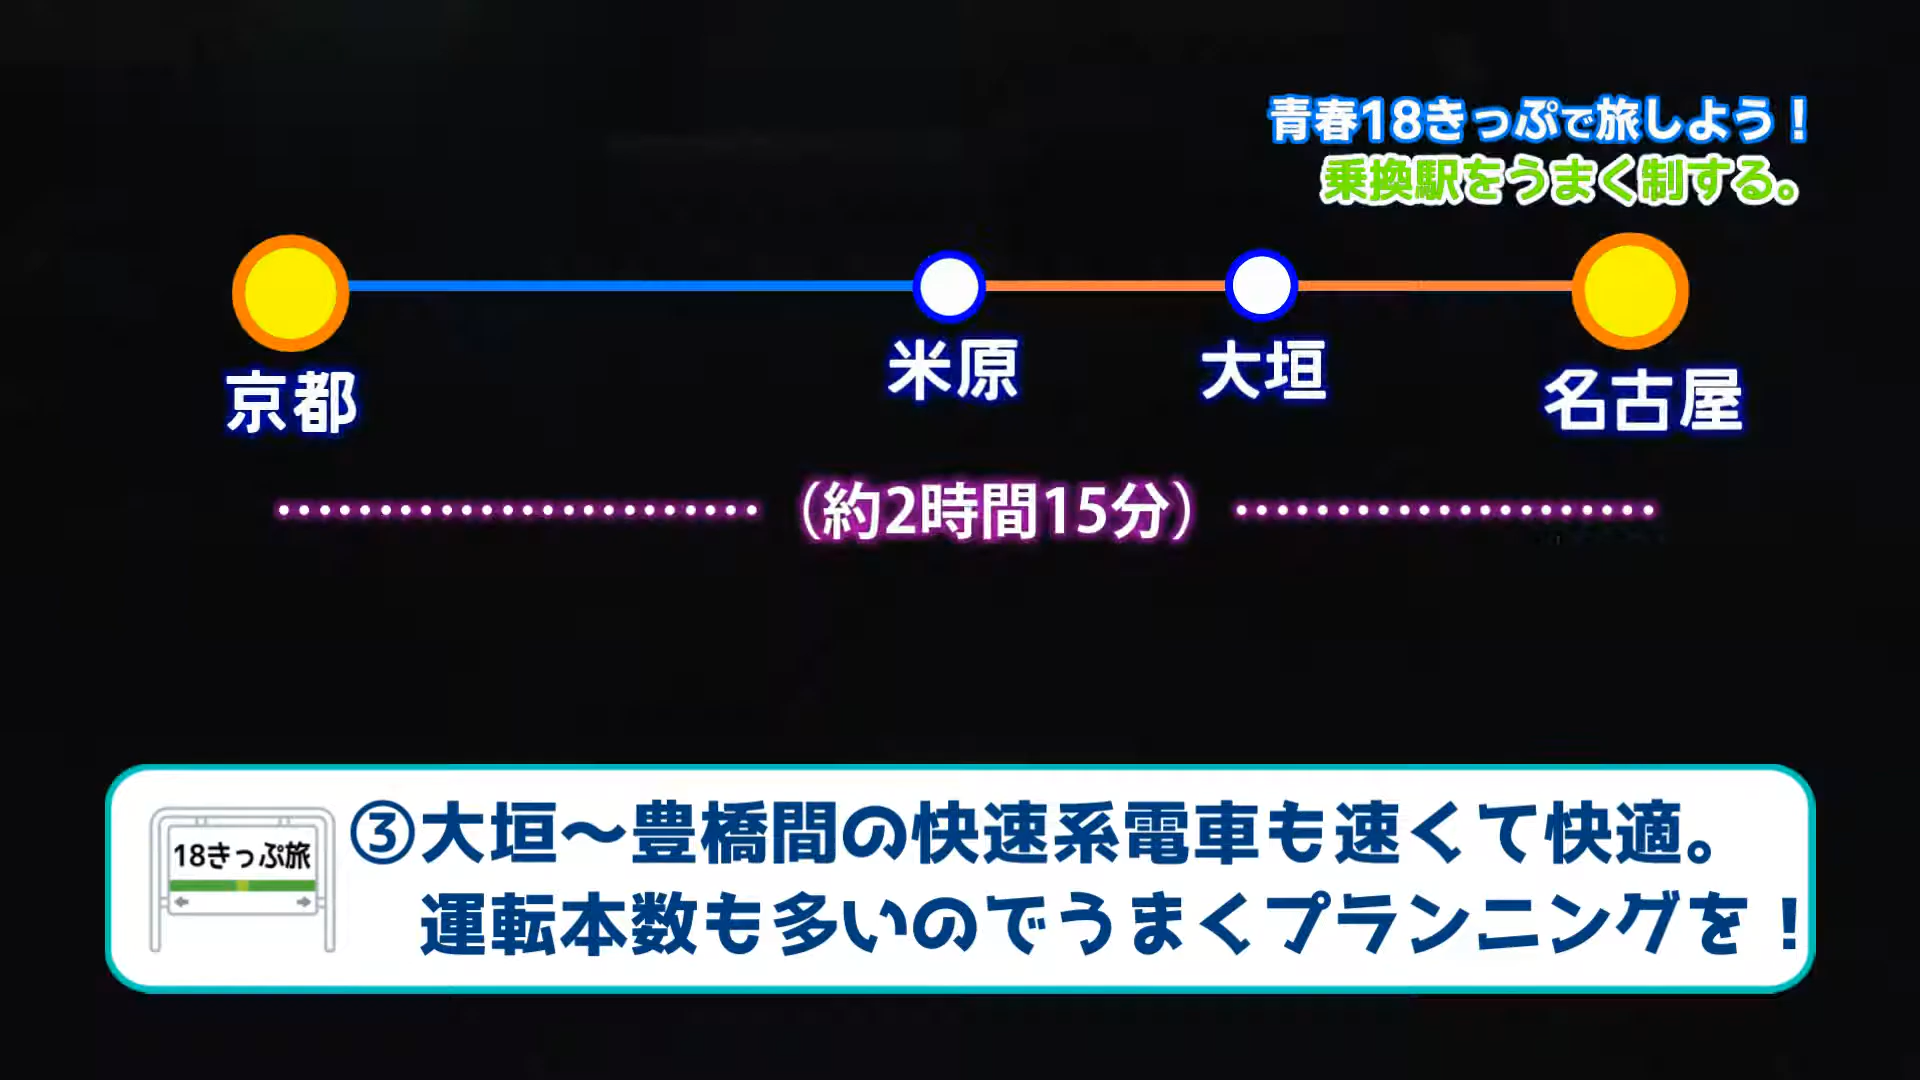 青春18きっぷで旅しよう！
乗換駅をうまく制する。
京都
米原
大垣
名古屋
（約2時間15分）
18きっぷ旅
③大垣～豊橋間の快速系電車も速くて快適。
運転本数も多いのでうまくプランニングを！